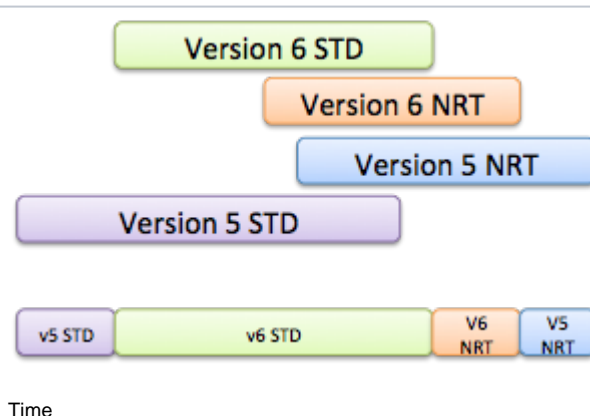 Version 6 STD
Version 6 NRT
Version 5 NRT
Version 5 STD
v5 STD
v6 STD
V6
NRT
V5
NRT
Time